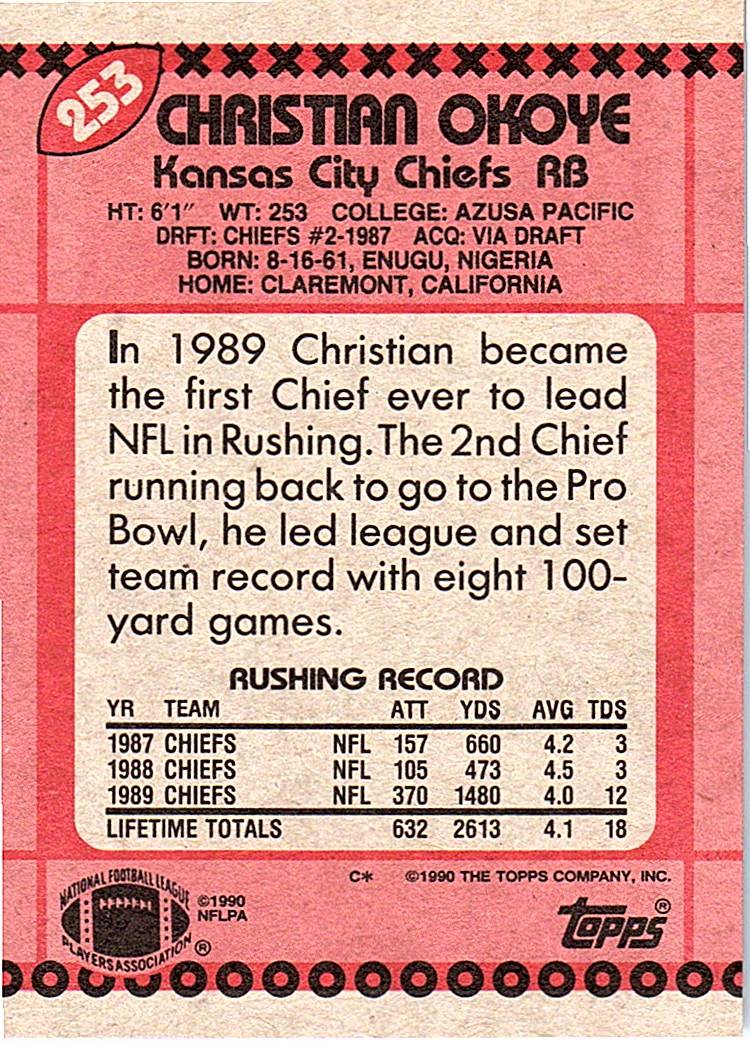 253
CHRISTIAN OKOYE
Kansas City Chiefs RB
HT: 6'1" WT: 253 COLLEGE: AZUSA PACIFIC
DRFT: CHIEFS #2-1987 ACQ: VIA DRAFT
BORN: 8-16-61, ENUGU, NIGERIA
HOME: CLAREMONT, CALIFORNIA
In 1989 Christian became
the first Chief ever to lead
NFL in Rushing. The 2nd Chief
running back to go to the Pro
Bowl, he led league and set
team record with eight 100-
yard games.
RUSHING RECORD
YR TEAM ATT YDS AVG TDS
1987 CHIEFS NFL 157 660 4.2 3
1988 CHIEFS NFL 105 473 4.5 3
1989 CHIEFS NFL 370 1480 4.0 12
LIFETIME TOTALS 632 2613 4.1 18
C* ©1990 THE TOPPS COMPANY, INC.
NATIONAL FOOTBALL LEAGUE
PLAYERS ASSOCIATION ®
©1990
NFLPA
Topps®